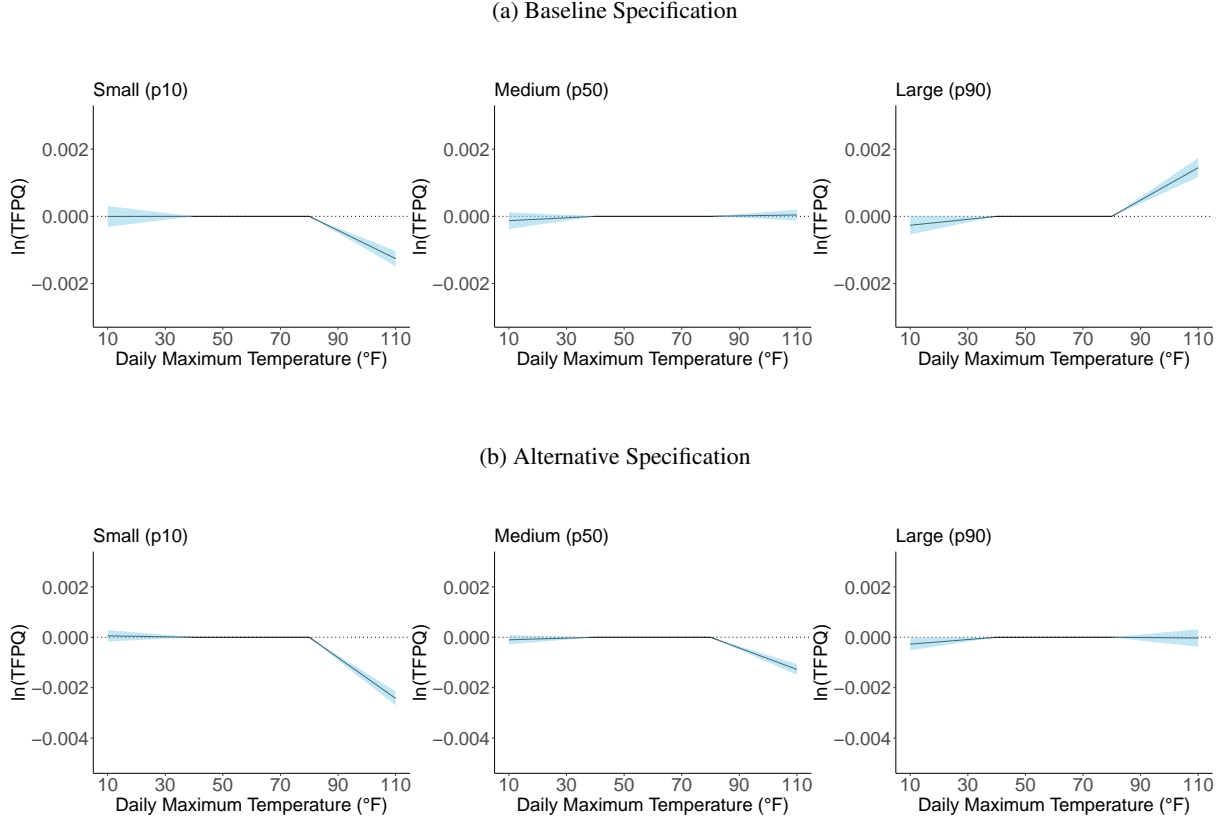 (a) Baseline Specification
Small (p10)
Medium (p50)
Large (p90)
ln(TFPQ)
0.002
0.000
−0.002
10 30 50 70 90 110
Daily Maximum Temperature (°F)
ln(TFPQ)
0.002
0.000
−0.002
10 30 50 70 90 110
Daily Maximum Temperature (°F)
ln(TFPQ)
0.002
0.000
−0.002
10 30 50 70 90 110
Daily Maximum Temperature (°F)
(b) Alternative Specification
Small (p10)
Medium (p50)
Large (p90)
ln(TFPQ)
0.002
0.000
−0.002
−0.004
10 30 50 70 90 110
Daily Maximum Temperature (°F)
ln(TFPQ)
0.002
0.000
−0.002
−0.004
10 30 50 70 90 110
Daily Maximum Temperature (°F)
ln(TFPQ)
0.002
0.000
−0.002
−0.004
10 30 50 70 90 110
Daily Maximum Temperature (°F)